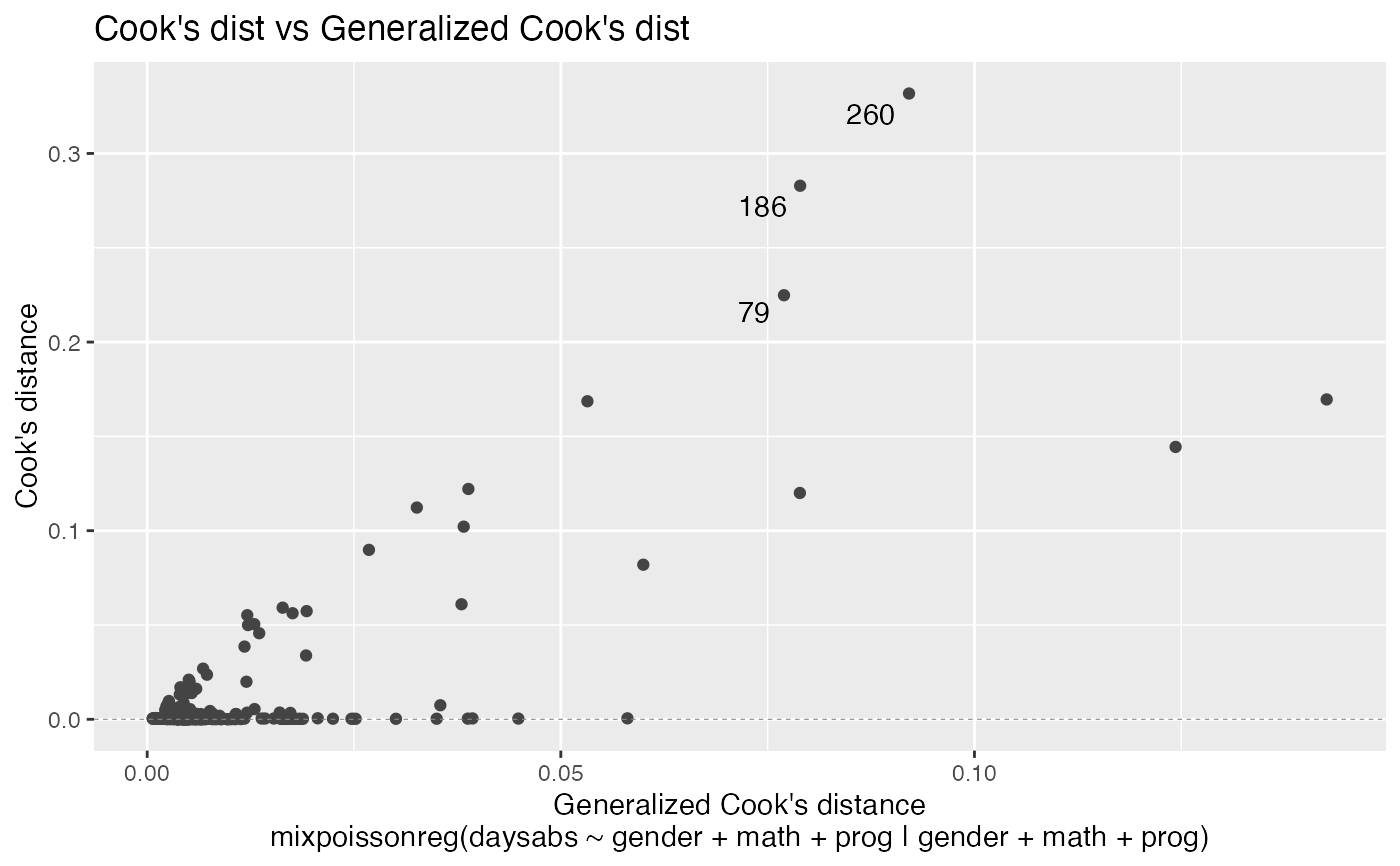 Cook's dist vs Generalized Cook's dist
260
0.3
186
79
0.2
Cook's distance
0.1
0.0
0.00
0.05
0.10
Generalized Cook's distance
mixpoissonreg(daysabs ~ gender + math + prog | gender + math + prog)